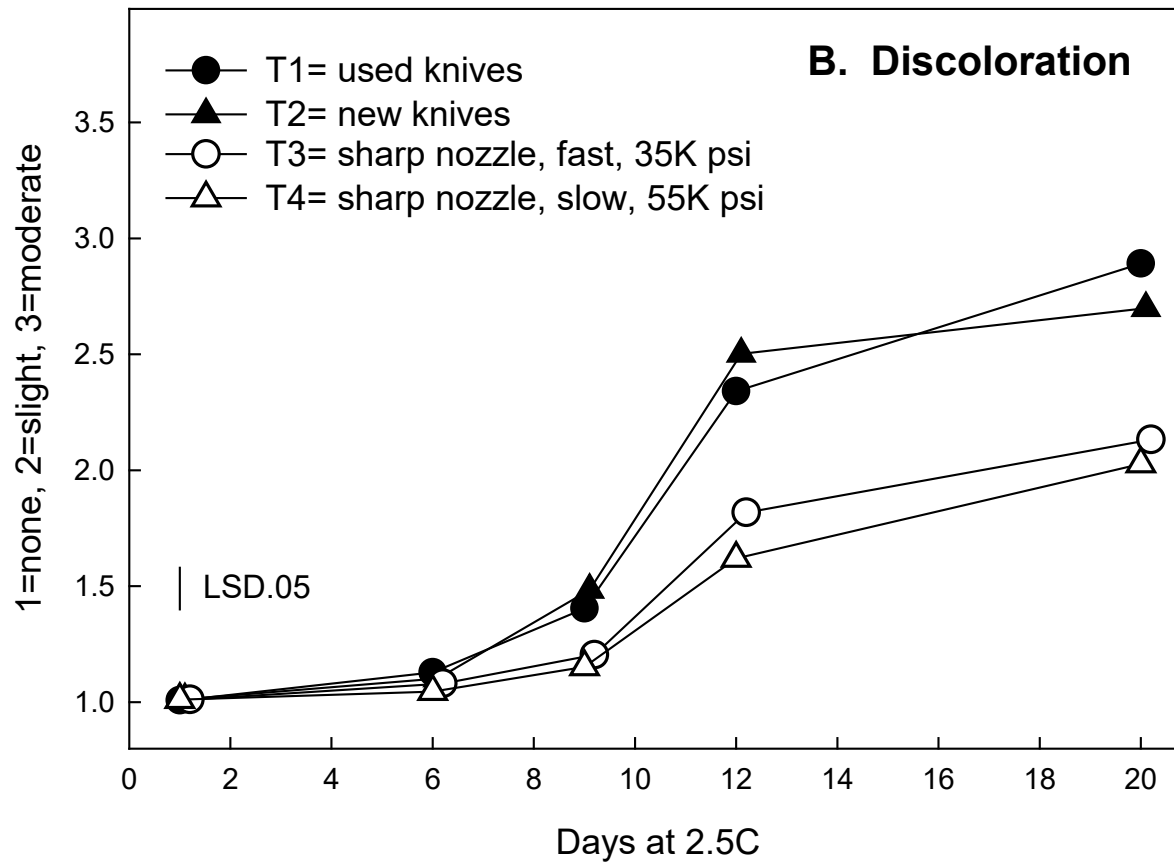 B. Discoloration
T1= used knives
T2= new knives
T3= sharp nozzle, fast, 35K psi
T4= sharp nozzle, slow, 55K psi
1=none, 2=slight, 3=moderate
3.5
3.0
2.5
2.0
1.5
1.0
LSD.05
0 2 4 6 8 10 12 14 16 18 20
Days at 2.5C